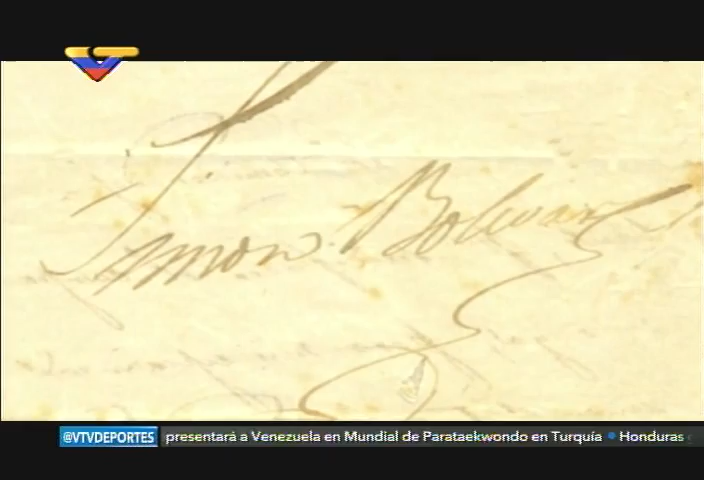 Simon Bolivar
@VTVDEPORTES presentará a Venezuela en Mundial de Parataekwondo en Turquía • Honduras